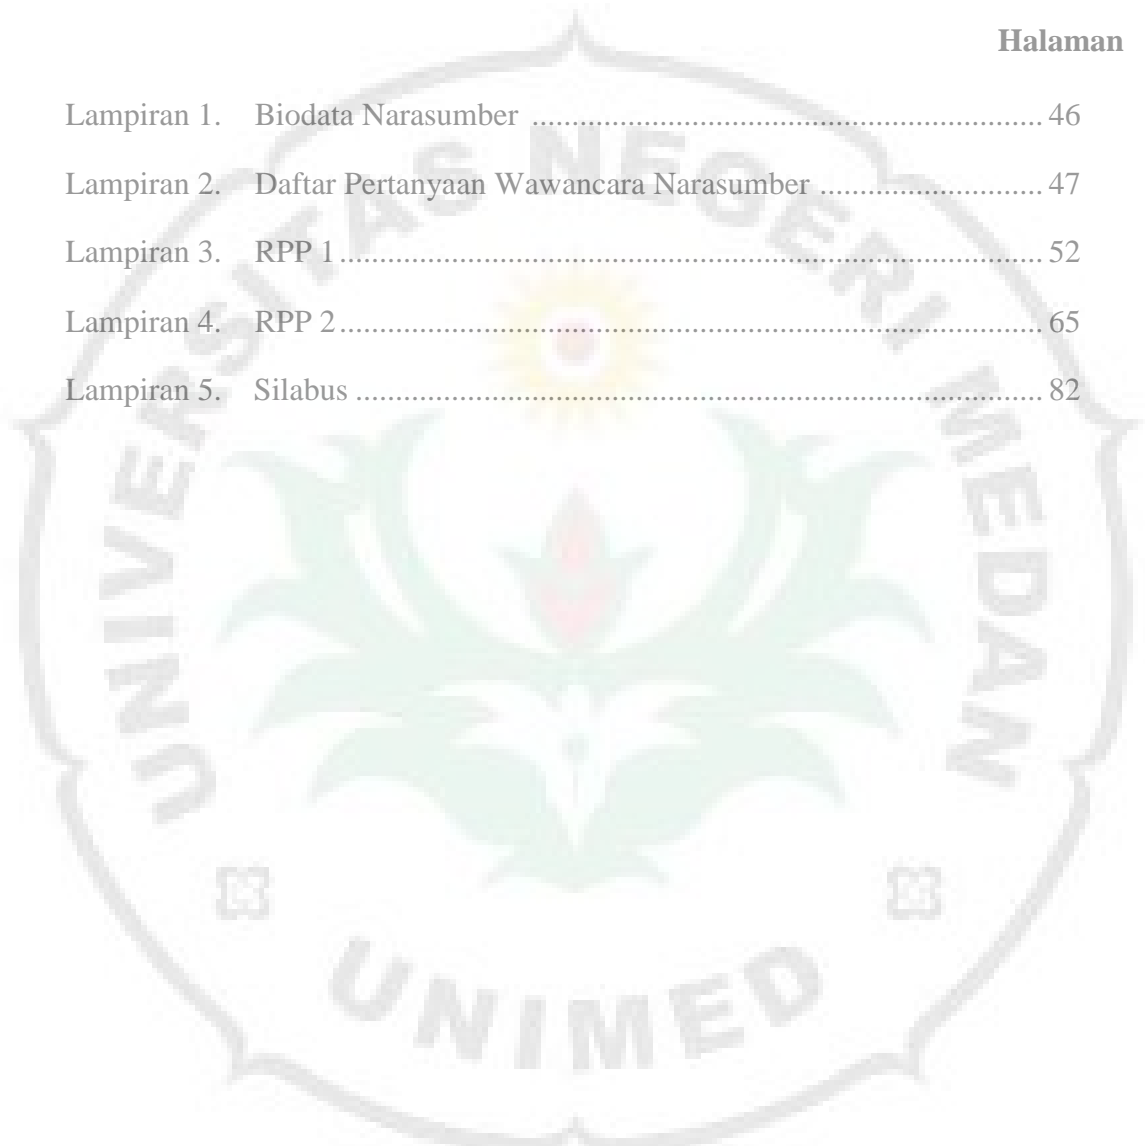 Halaman
Lampiran 1. Biodata Narasumber ................................................................ 46
Lampiran 2. Daftar Pertanyaan Wawancara Narasumber ............................ 47
Lampiran 3. RPP 1 ........................................................................................ 52
Lampiran 4. RPP 2 ........................................................................................ 65
Lampiran 5. Silabus ...................................................................................... 82
UNIVERSITAS NEGERI MEDAN
UNIMED